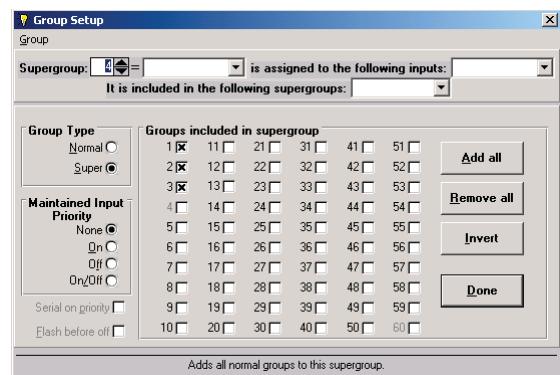 Group Setup
Group
Supergroup: 4 = is assigned to the following inputs:
It is included in the following supergroups:
Group Type
Normal
Super
Maintained Input Priority
None
On
Off
On/Off
Serial on priority
Flash before off
Groups included in supergroup
1 11 21 31 41 51
2 12 22 32 42 52
3 13 23 33 43 53
4 14 24 34 44 54
5 15 25 35 45 55
6 16 26 36 46 56
7 17 27 37 47 57
8 18 28 38 48 58
9 19 29 39 49 59
10 20 30 40 50 60
Add all
Remove all
Invert
Done
Adds all normal groups to this supergroup.